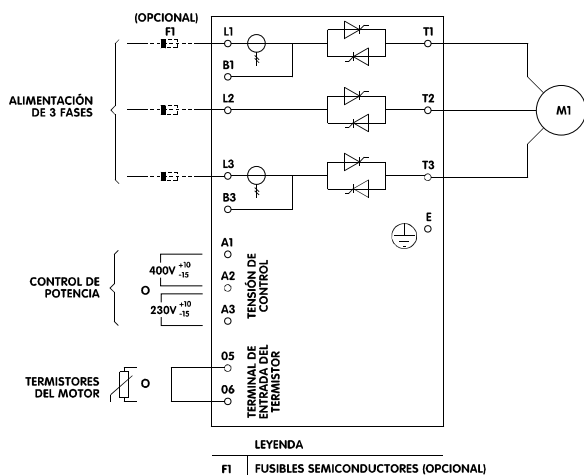 (OPCIONAL)
F1
L1
T1
B1
ALIMENTACIÓN
DE 3 FASES
L2
T2
M1
L3
T3
B3
E
A1
400V +10 -15
A2
CONTROL DE
POTENCIA
O
230V +10 -15
A3
TENSIÓN DE
CONTROL
TERMISTORES
DEL MOTOR
O
05
06
TERMINAL DE
ENTRADA DEL
TERMISTOR
LEYENDA
F1 FUSIBLES SEMICONDUCTORES (OPCIONAL)